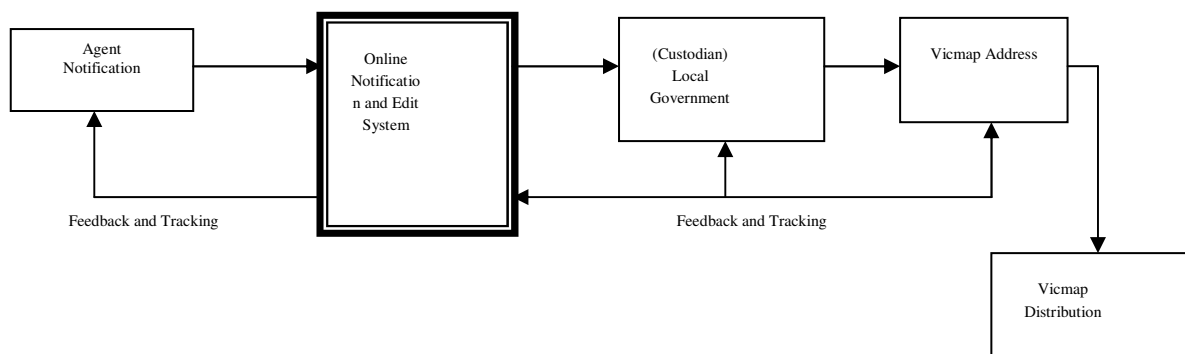 Agent
Notification
Online
Notificatio
n and Edit
System
(Custodian)
Local
Government
Vicmap Address
Feedback and Tracking
Feedback and Tracking
Vicmap
Distribution